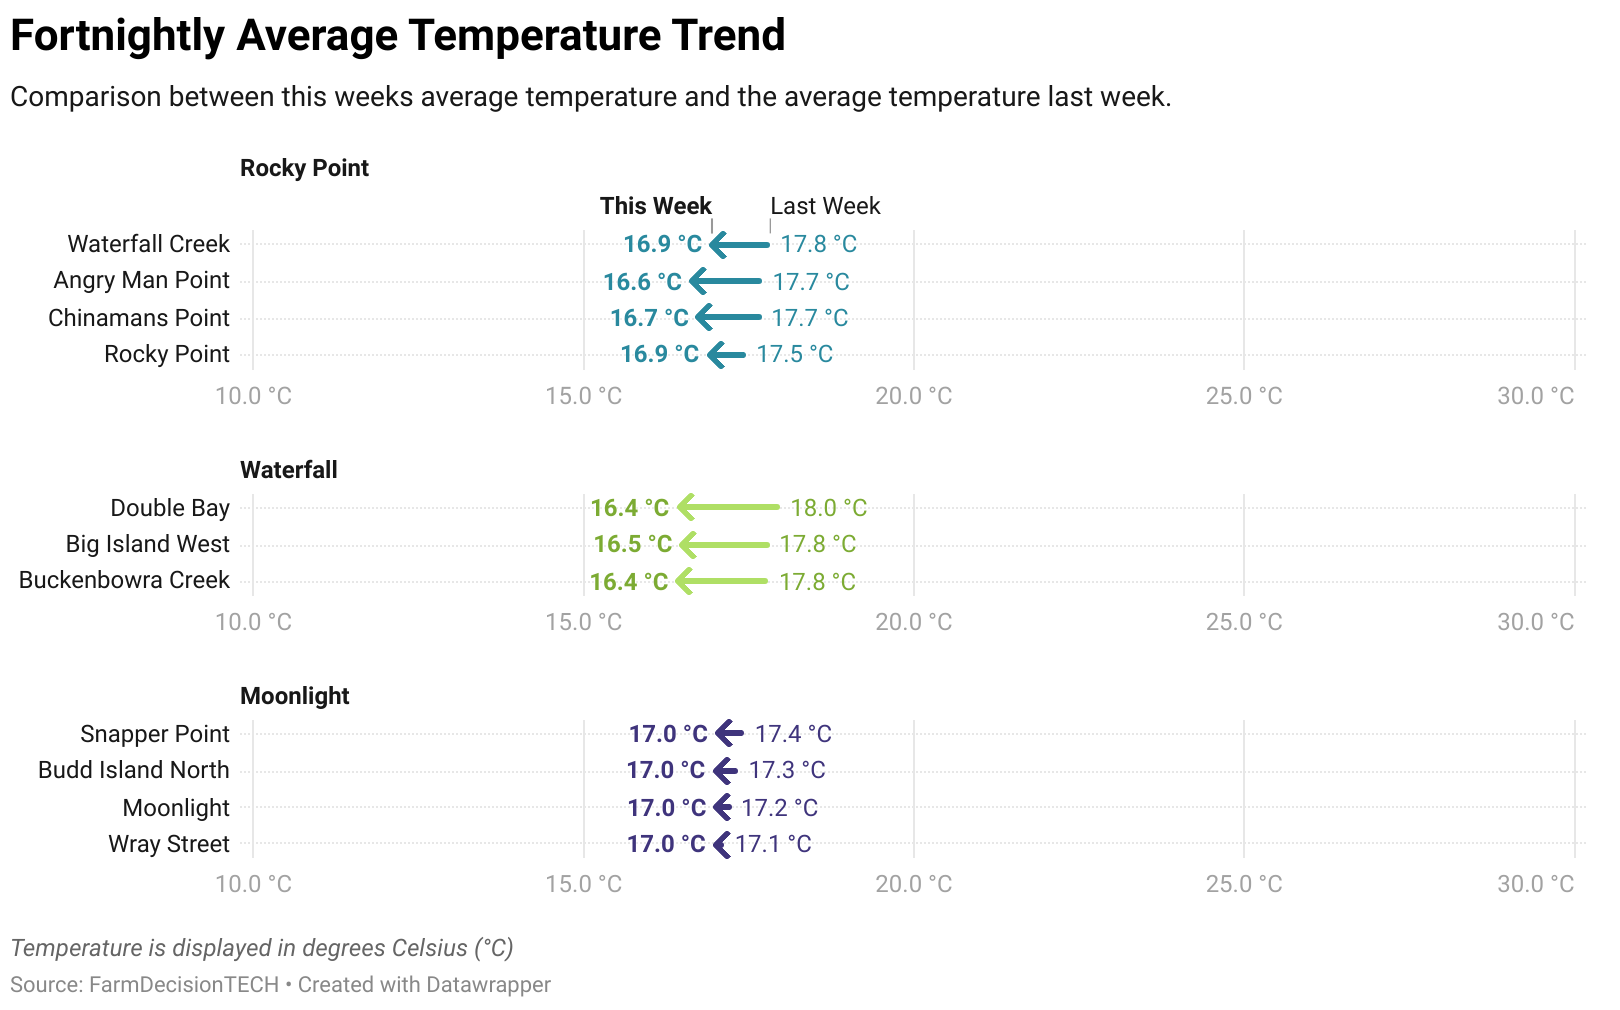 Fortnightly Average Temperature Trend
Comparison between this weeks average temperature and the average temperature last week.
Rocky Point
This Week Last Week
Waterfall Creek 16.9 °C 17.8 °C
Angry Man Point 16.6 °C 17.7 °C
Chinamans Point 16.7 °C 17.7 °C
Rocky Point 16.9 °C 17.5 °C
10.0 °C 15.0 °C 20.0 °C 25.0 °C 30.0 °C
Waterfall
Double Bay 16.4 °C 18.0 °C
Big Island West 16.5 °C 17.8 °C
Buckenbowra Creek 16.4 °C 17.8 °C
10.0 °C 15.0 °C 20.0 °C 25.0 °C 30.0 °C
Moonlight
Snapper Point 17.0 °C 17.4 °C
Budd Island North 17.0 °C 17.3 °C
Moonlight 17.0 °C 17.2 °C
Wray Street 17.0 °C 17.1 °C
10.0 °C 15.0 °C 20.0 °C 25.0 °C 30.0 °C
Temperature is displayed in degrees Celsius (°C)
Source: FarmDecisionTECH • Created with Datawrapper